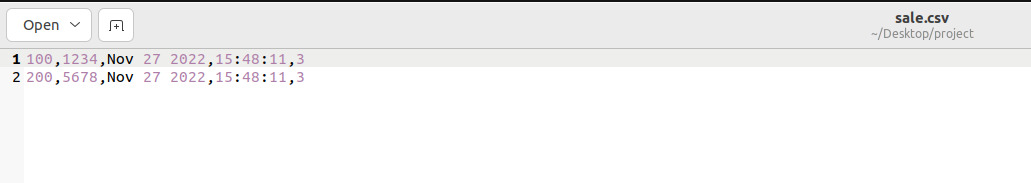 Open
sale.csv
~/Desktop/project
1 100,1234,Nov 27 2022,15:48:11,3
2 200,5678,Nov 27 2022,15:48:11,3